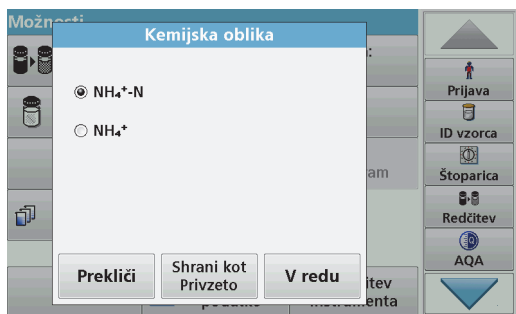 Možnosti
Kemijska oblika
NH₄⁺-N
NH₄⁺
Prekliči
Shrani kot
Privzeto
V redu
Prijava
ID vzorca
Štoparica
Redčitev
AQA